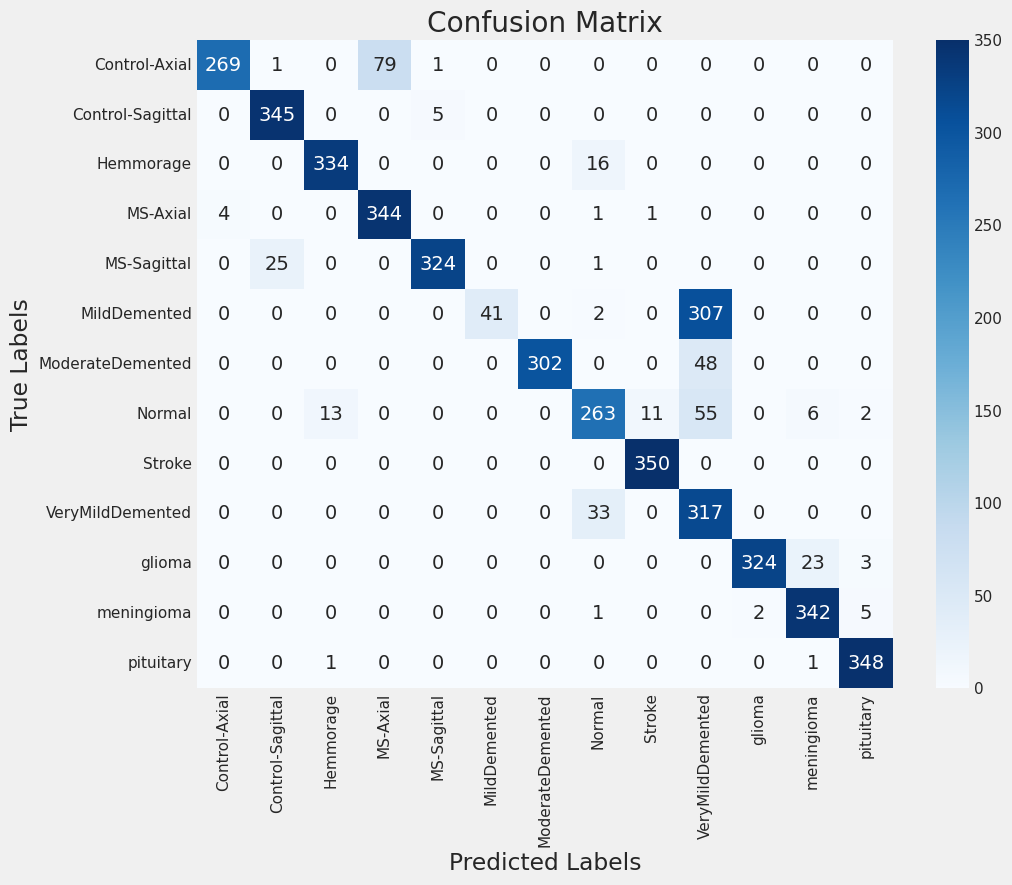 Confusion Matrix
Control-Axial 269 1 0 79 1 0 0 0 0 0 0 0 0
Control-Sagittal 0 345 0 0 5 0 0 0 0 0 0 0 0
Hemmorage 0 0 334 0 0 0 0 16 0 0 0 0 0
MS-Axial 4 0 0 344 0 0 0 1 1 0 0 0 0
MS-Sagittal 0 25 0 0 324 0 0 1 0 0 0 0 0
MildDemented 0 0 0 0 0 41 0 2 0 307 0 0 0
ModerateDemented 0 0 0 0 0 0 302 0 0 48 0 0 0
Normal 0 0 13 0 0 0 0 263 11 55 0 6 2
Stroke 0 0 0 0 0 0 0 0 350 0 0 0 0
VeryMildDemented 0 0 0 0 0 0 0 33 0 317 0 0 0
glioma 0 0 0 0 0 0 0 0 0 0 324 23 3
meningioma 0 0 0 0 0 0 0 1 0 0 2 342 5
pituitary 0 0 1 0 0 0 0 0 0 0 0 1 348
True Labels
Control-Axial
Control-Sagittal
Hemmorage
MS-Axial
MS-Sagittal
MildDemented
ModerateDemented
Normal
Stroke
VeryMildDemented
glioma
meningioma
pituitary
Predicted Labels
350
300
250
200
150
100
50
0